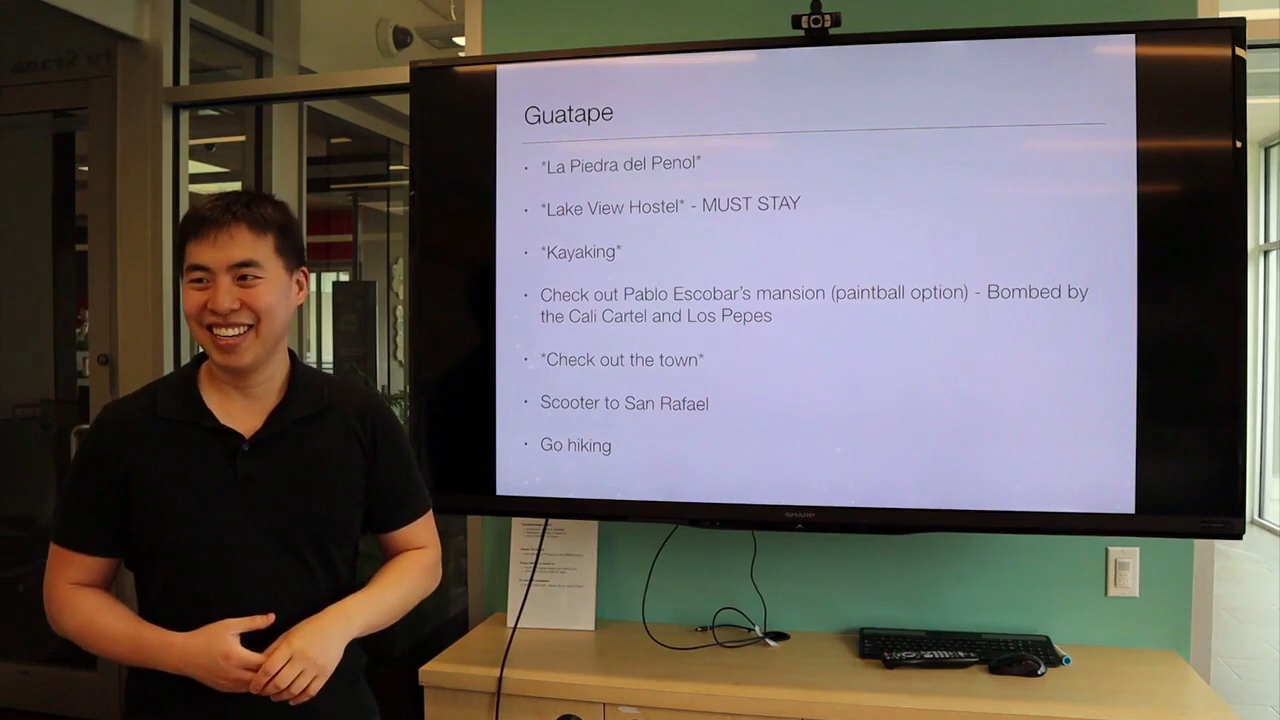 Guatape
• *La Piedra del Penol*
• *Lake View Hostel* - MUST STAY
• *Kayaking*
• Check out Pablo Escobar's mansion (paintball option) - Bombed by
the Cali Cartel and Los Pepes
• *Check out the town*
• Scooter to San Rafael
• Go hiking
SHARP